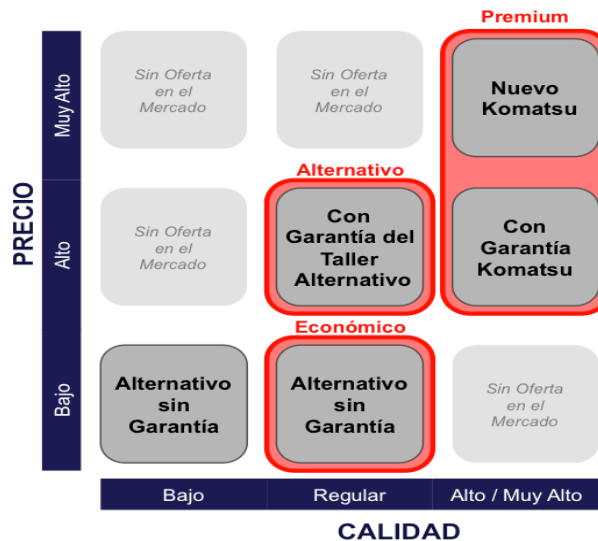 Premium
Sin Oferta
en el
Mercado
Sin Oferta
en el
Mercado
Nuevo
Komatsu
Muy Alto
Alternativo
PRECIO
Sin Oferta
en el
Mercado
Con
Garantía del
Taller
Alternativo
Con
Garantía
Komatsu
Alto
Económico
Alternativo
sin
Garantía
Alternativo
sin
Garantía
Sin Oferta
en el
Mercado
Bajo
Bajo
Regular
Alto / Muy Alto
CALIDAD